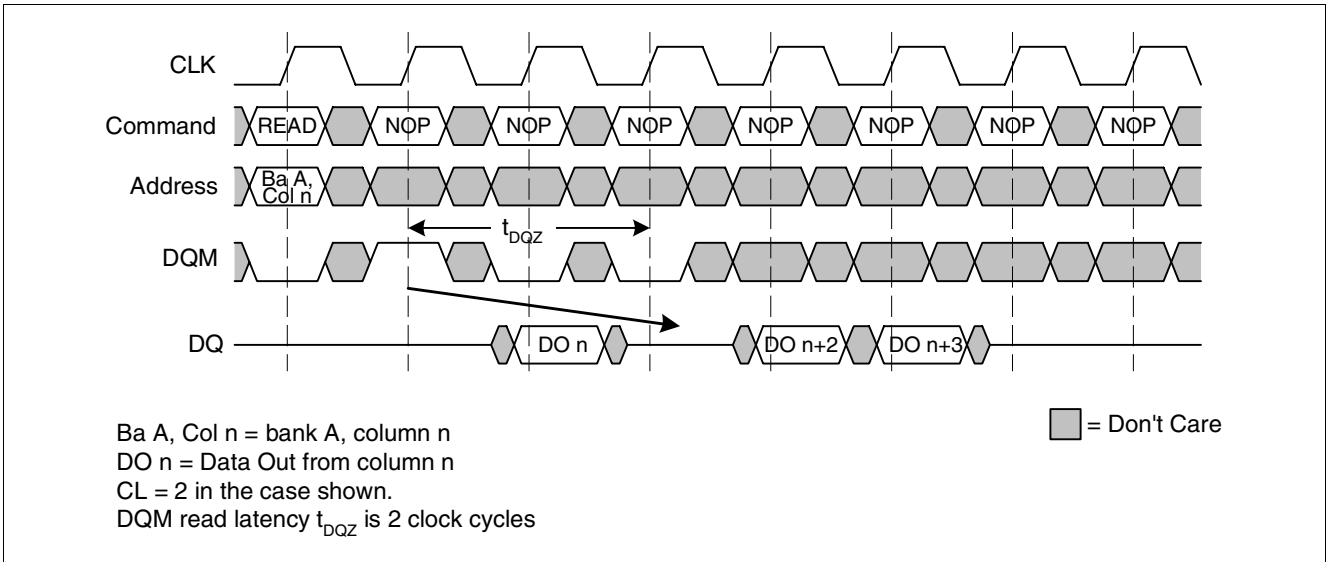 CLK
Command READ NOP NOP NOP NOP NOP NOP NOP
Address Ba A,
Col n
t_DQZ
DQM
DQ DO n DO n+2 DO n+3
Ba A, Col n = bank A, column n
DO n = Data Out from column n
CL = 2 in the case shown.
DQM read latency t_DQZ is 2 clock cycles
= Don't Care